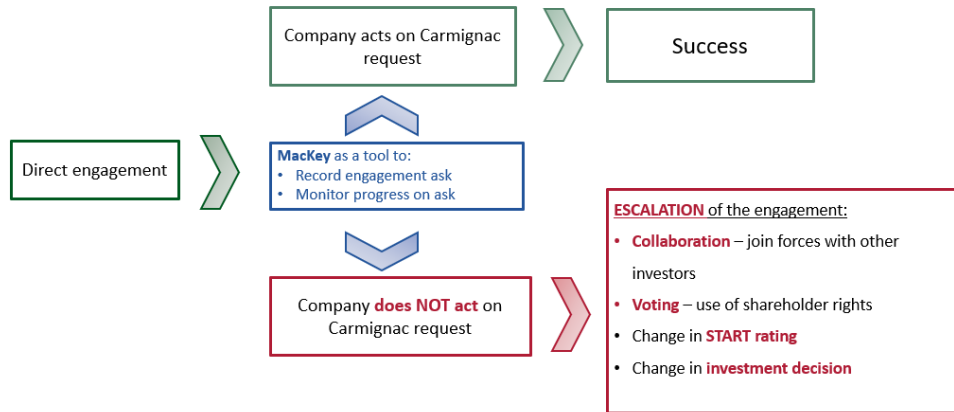 Company acts on Carmignac
request
Success
Direct engagement
MacKey as a tool to:
• Record engagement ask
• Monitor progress on ask
Company does NOT act on
Carmignac request
ESCALATION of the engagement:
• Collaboration – join forces with other
investors
• Voting – use of shareholder rights
• Change in START rating
• Change in investment decision